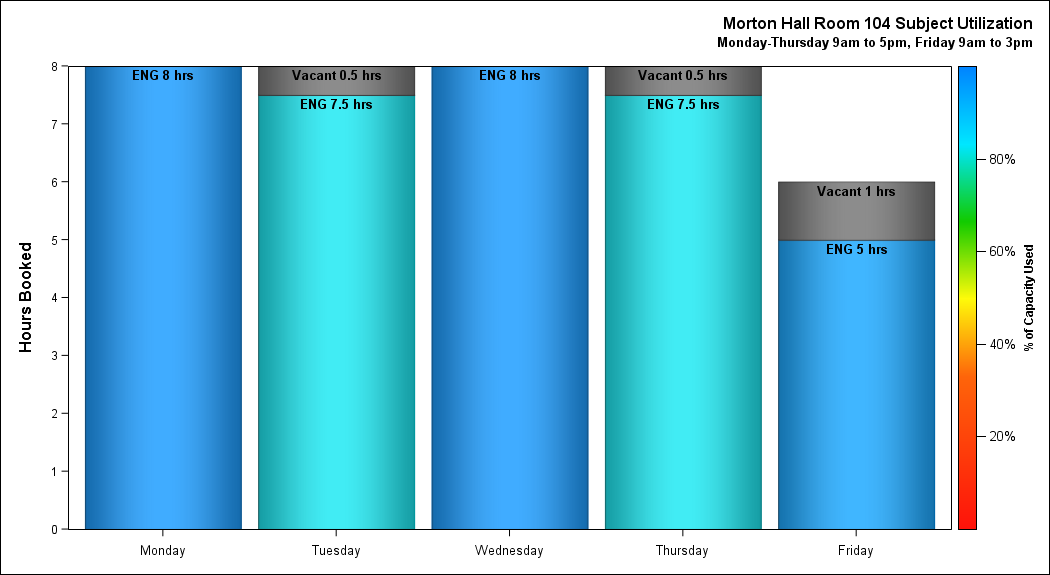 Morton Hall Room 104 Subject Utilization
Monday-Thursday 9am to 5pm, Friday 9am to 3pm
Hours Booked
8
7
6
5
4
3
2
1
0
ENG 8 hrs
Vacant 0.5 hrs
ENG 7.5 hrs
ENG 8 hrs
Vacant 0.5 hrs
ENG 7.5 hrs
Vacant 1 hrs
ENG 5 hrs
Monday
Tuesday
Wednesday
Thursday
Friday
80%
60%
40%
20%
% of Capacity Used